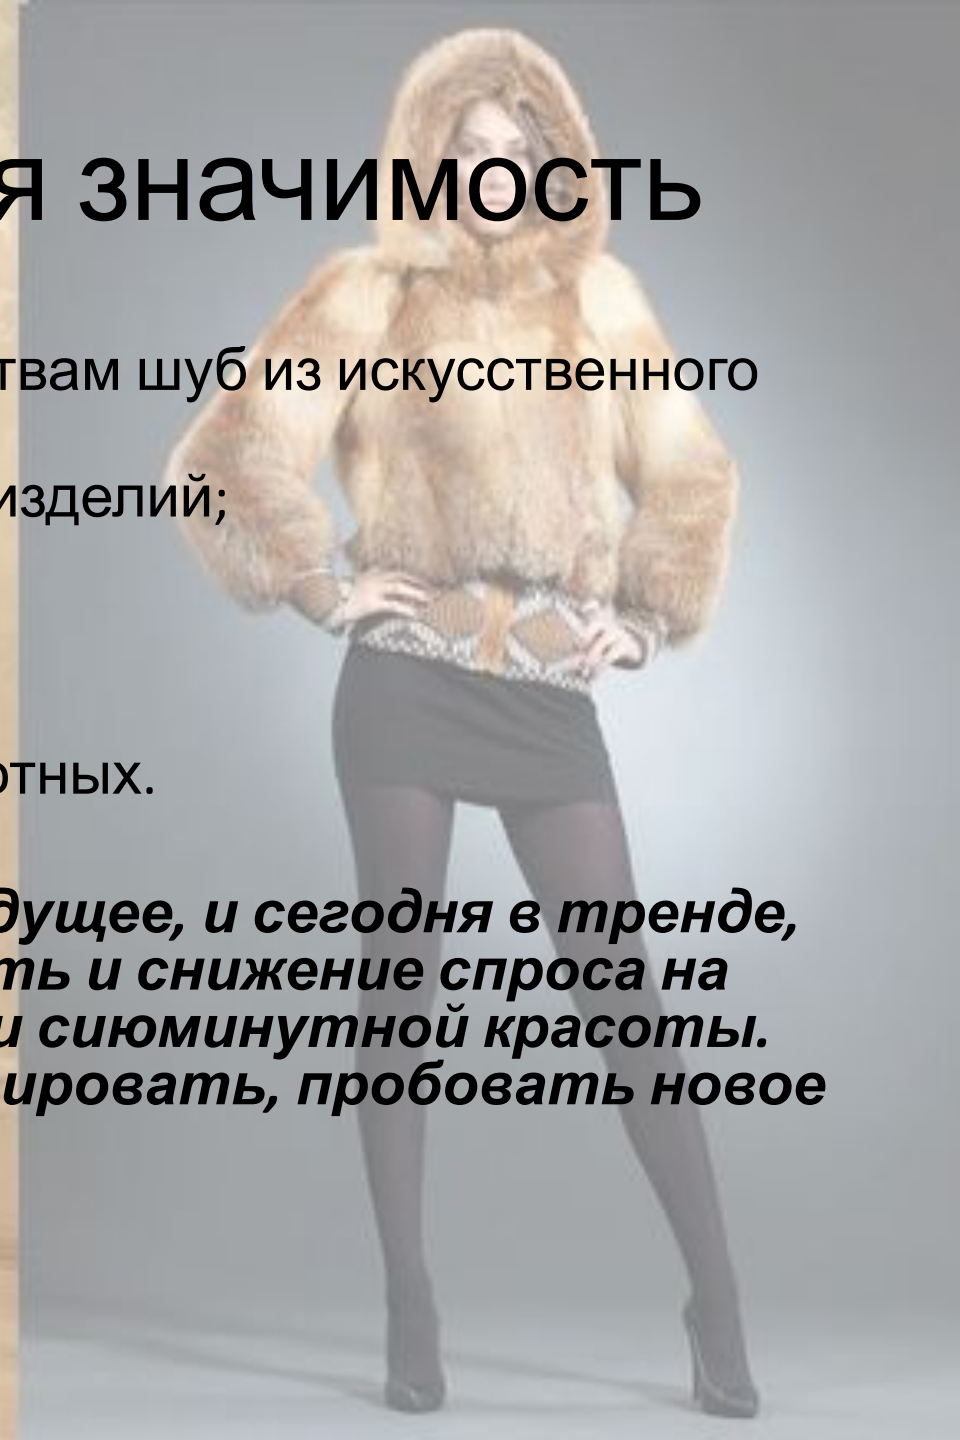 я значимость
твам шуб из искусственного
изделий;
отных.
дущее, и сегодня в тренде,
ть и снижение спроса на
и сиюминутной красоты.
ировать, пробовать новое